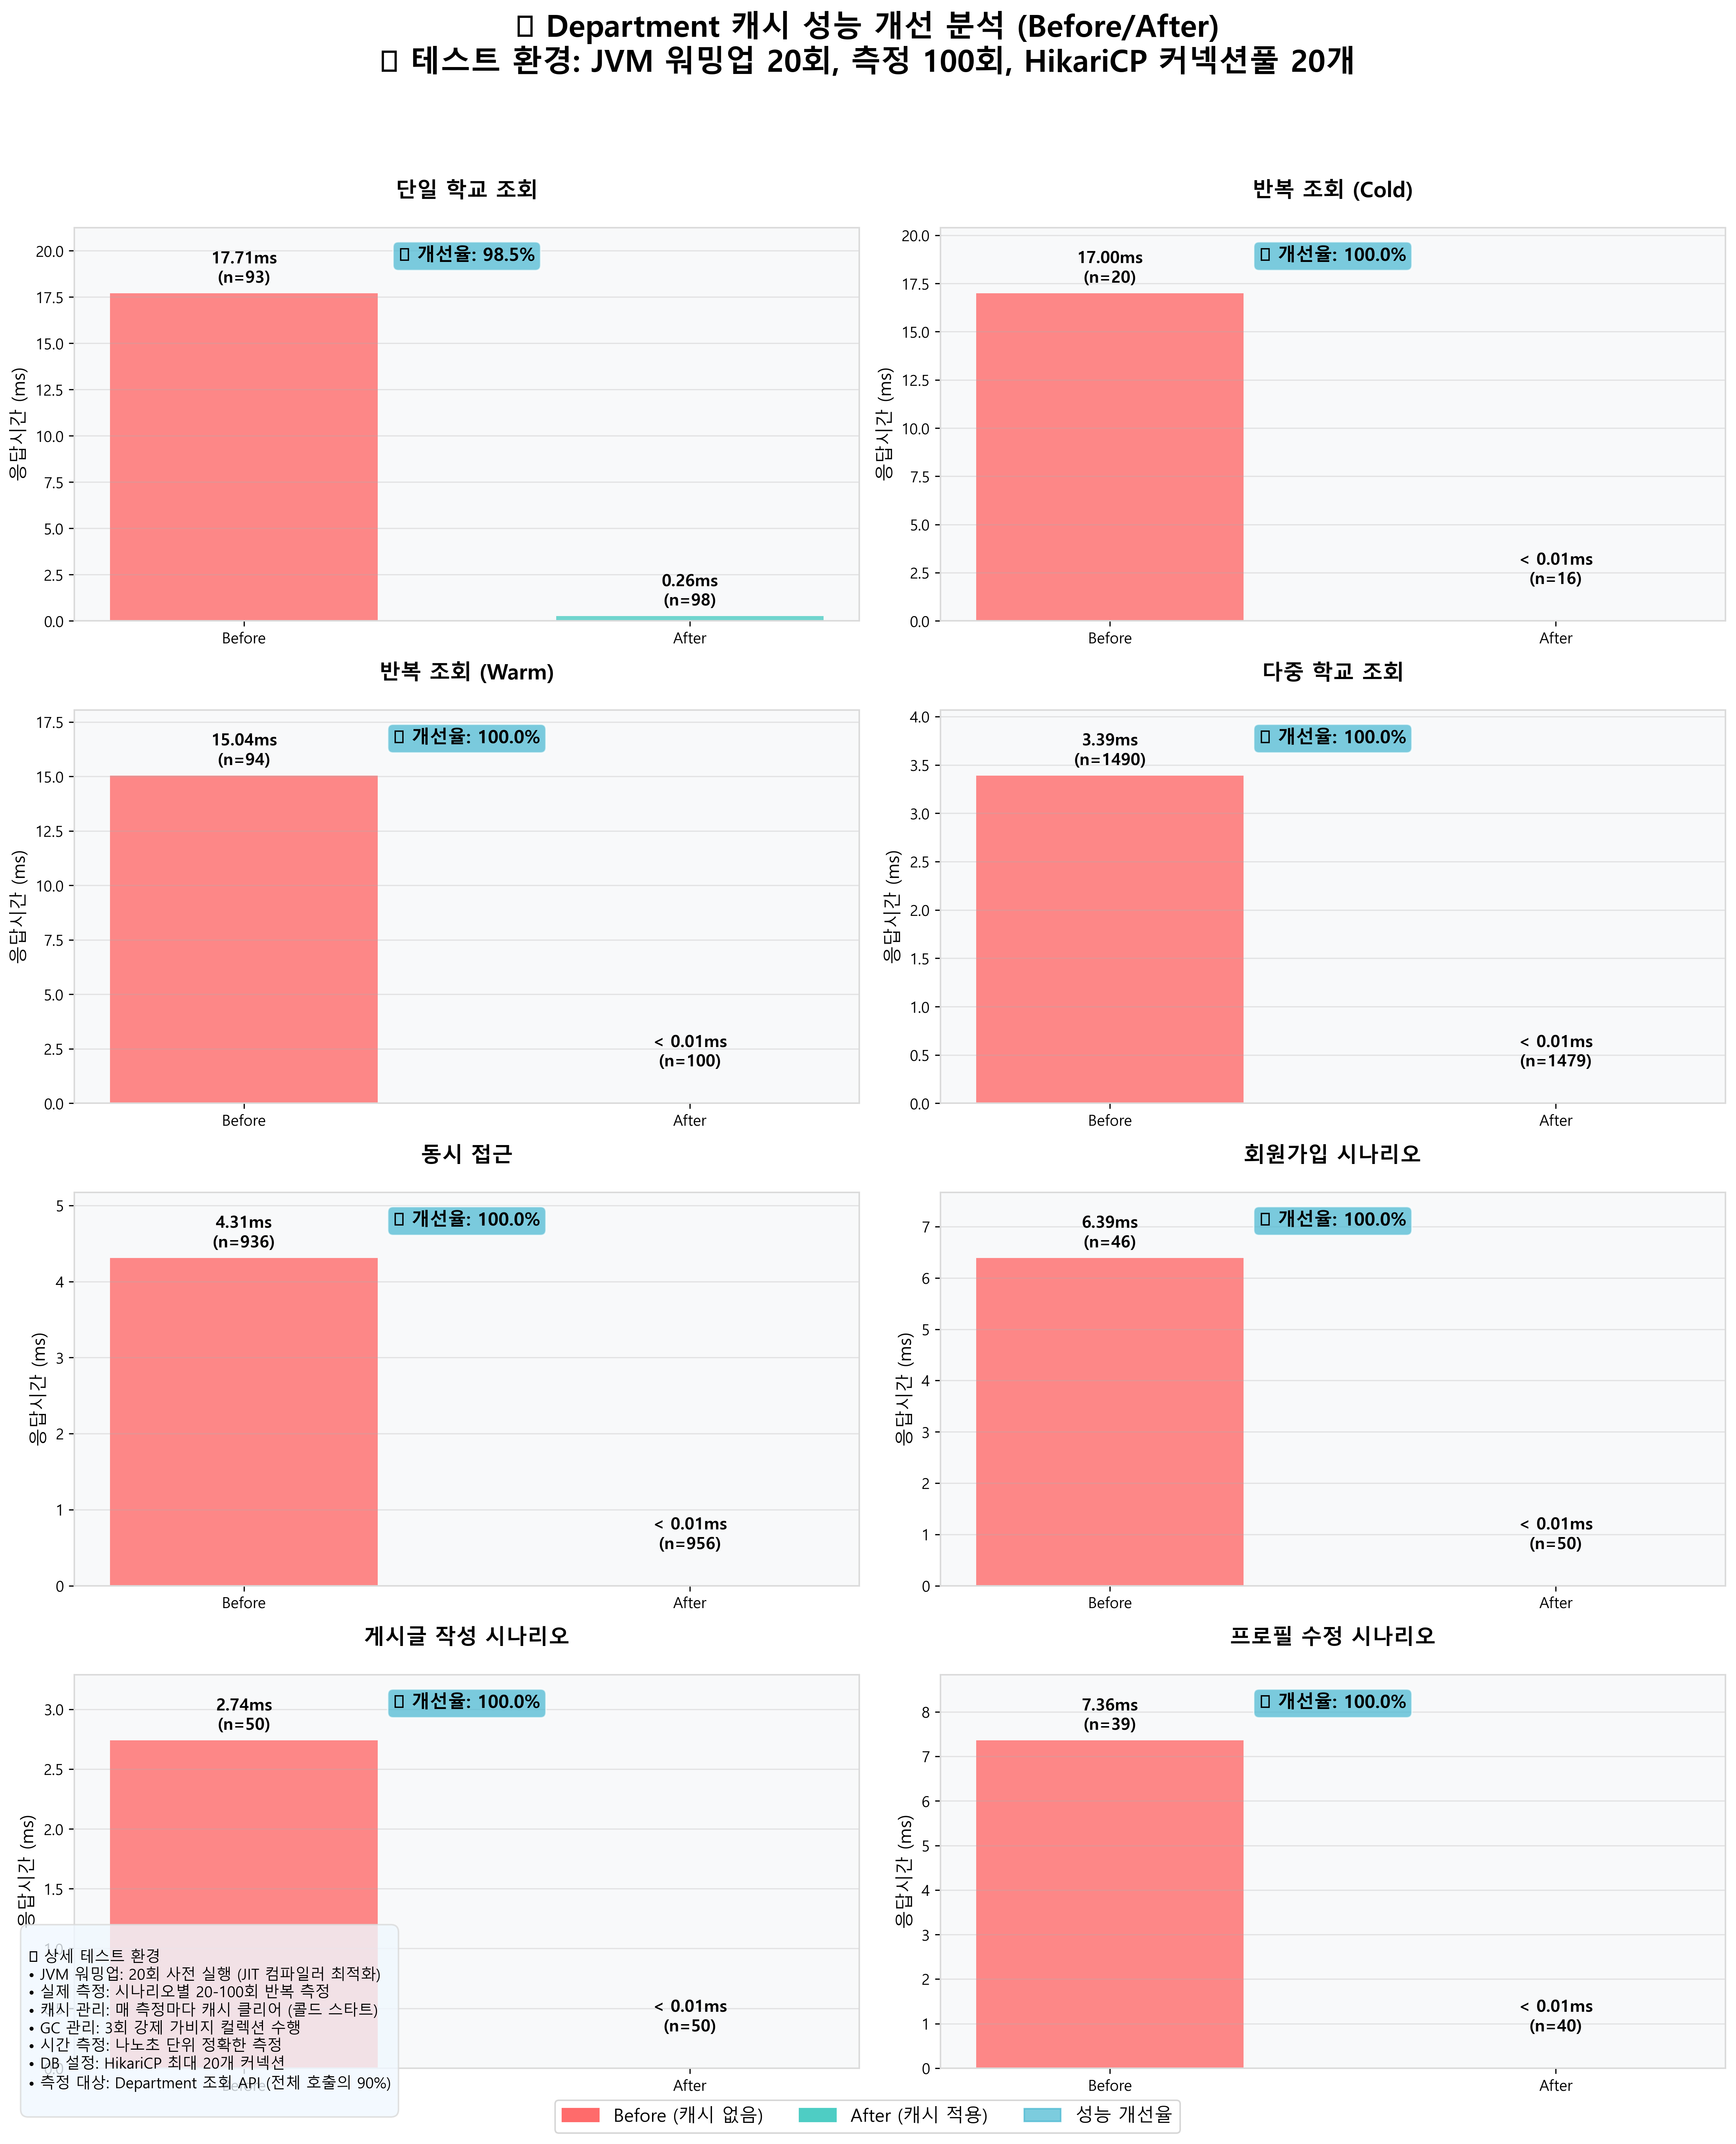 Department 캐시 성능 개선 분석 (Before/After)
테스트 환경: JVM 워밍업 20회, 측정 100회, HikariCP 커넥션풀 20개
단일 학교 조회
개선율: 98.5%
17.71ms
(n=93)
0.26ms
(n=98)
응답시간 (ms)
20.0
17.5
15.0
12.5
10.0
7.5
5.0
2.5
0.0
Before
After
반복 조회 (Cold)
개선율: 100.0%
17.00ms
(n=20)
< 0.01ms
(n=16)
응답시간 (ms)
20.0
17.5
15.0
12.5
10.0
7.5
5.0
2.5
0.0
Before
After
반복 조회 (Warm)
개선율: 100.0%
15.04ms
(n=94)
< 0.01ms
(n=100)
응답시간 (ms)
17.5
15.0
12.5
10.0
7.5
5.0
2.5
0.0
Before
After
다중 학교 조회
개선율: 100.0%
3.39ms
(n=1490)
< 0.01ms
(n=1479)
응답시간 (ms)
4.0
3.5
3.0
2.5
2.0
1.5
1.0
0.5
0.0
Before
After
동시 접근
개선율: 100.0%
4.31ms
(n=936)
< 0.01ms
(n=956)
응답시간 (ms)
5
4
3
2
1
0
Before
After
회원가입 시나리오
개선율: 100.0%
6.39ms
(n=46)
< 0.01ms
(n=50)
응답시간 (ms)
7
6
5
4
3
2
1
0
Before
After
게시글 작성 시나리오
개선율: 100.0%
2.74ms
(n=50)
< 0.01ms
(n=50)
응답시간 (ms)
3.0
2.5
2.0
1.5
1.0
Before
After
프로필 수정 시나리오
개선율: 100.0%
7.36ms
(n=39)
< 0.01ms
(n=40)
응답시간 (ms)
8
7
6
5
4
3
2
1
0
Before
After
상세 테스트 환경
• JVM 워밍업: 20회 사전 실행 (JIT 컴파일러 최적화)
• 실제 측정: 시나리오별 20-100회 반복 측정
• 캐시 관리: 매 측정마다 캐시 클리어 (콜드 스타트)
• GC 관리: 3회 강제 가비지 컬렉션 수행
• 시간 측정: 나노초 단위 정확한 측정
• DB 설정: HikariCP 최대 20개 커넥션
• 측정 대상: Department 조회 API (전체 호출의 90%)
Before (캐시 없음)
After (캐시 적용)
성능 개선율